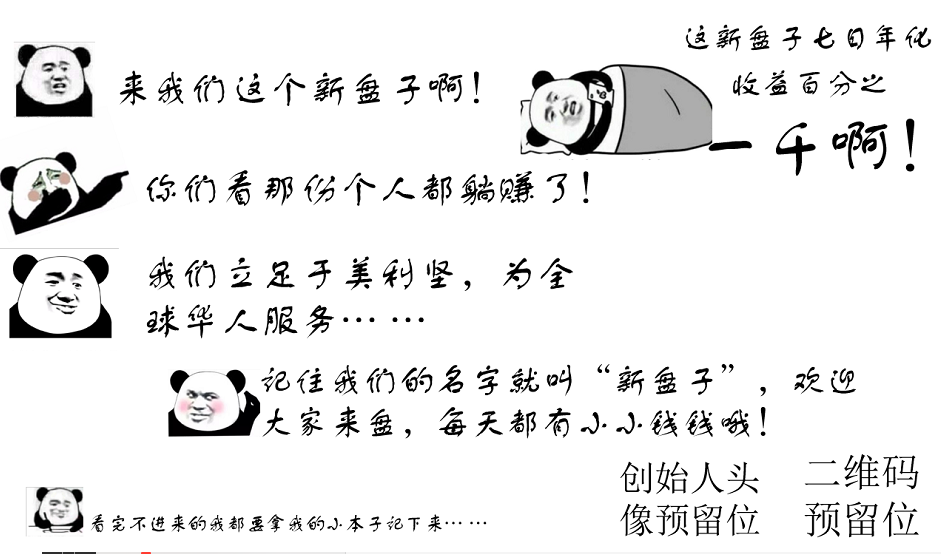 这新盘子七日年化
收益百分之
一千啊！
来我们这个新盘子啊！
你们看那份个人都躺赚了！
我们立足于美利坚，为全
球华人服务……
记住我们的名字就叫“新盘子”，欢迎
大家来盘，每天都有小小钱钱哦！
创始人头
像预留位
二维码
预留位
看完不进来的我都要拿我的小本子记下来……